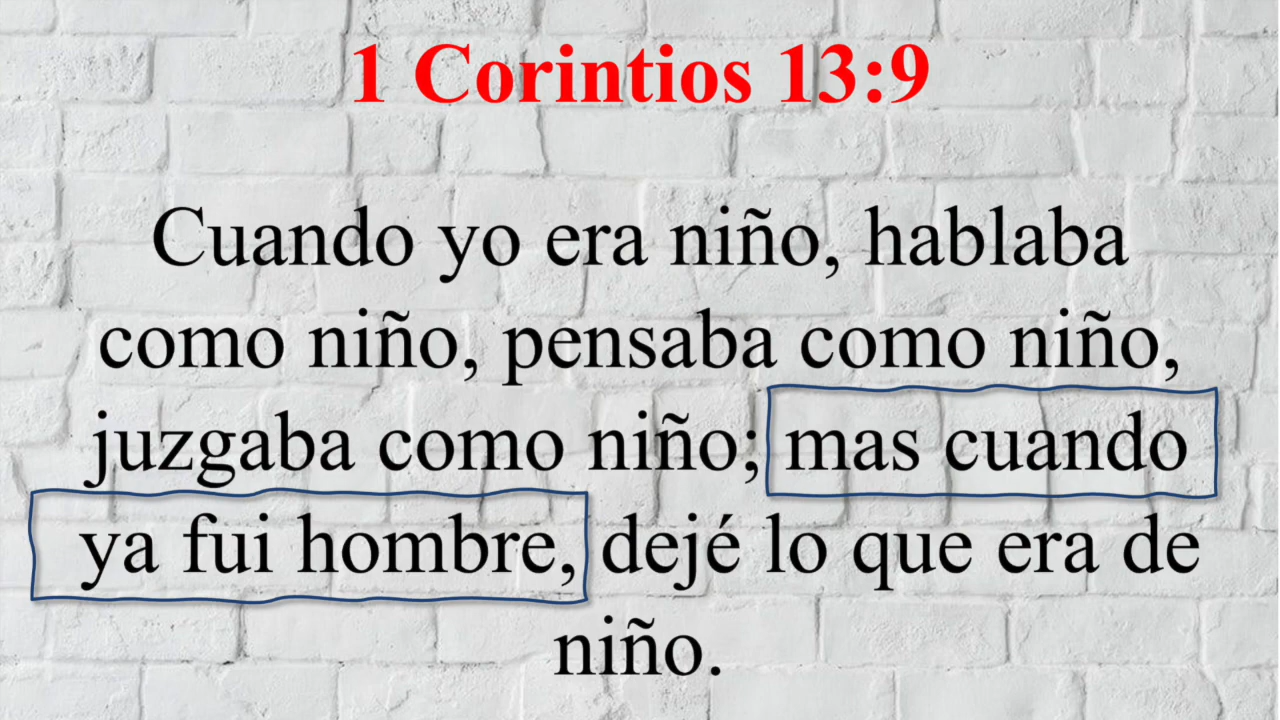 1 Corintios 13:9
Cuando yo era niño, hablaba
como niño, pensaba como niño,
juzgaba como niño; mas cuando
ya fui hombre, dejé lo que era de
niño.